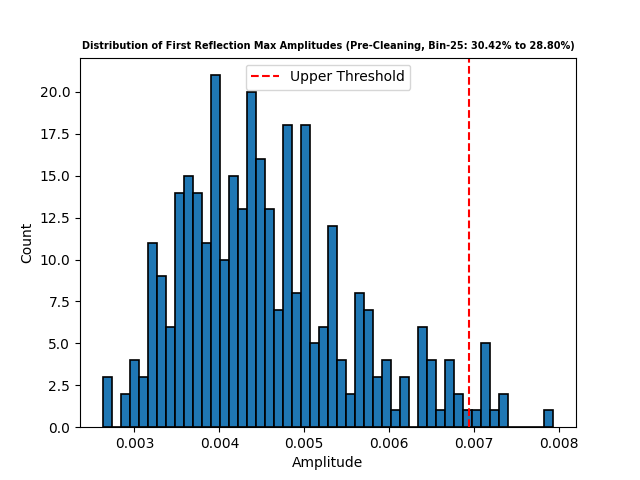 Distribution of First Reflection Max Amplitudes (Pre-Cleaning, Bin-25: 30.42% to 28.80%)
Upper Threshold
20.0
17.5
15.0
12.5
10.0
7.5
5.0
2.5
0.0
Count
0.003 0.004 0.005 0.006 0.007 0.008
Amplitude